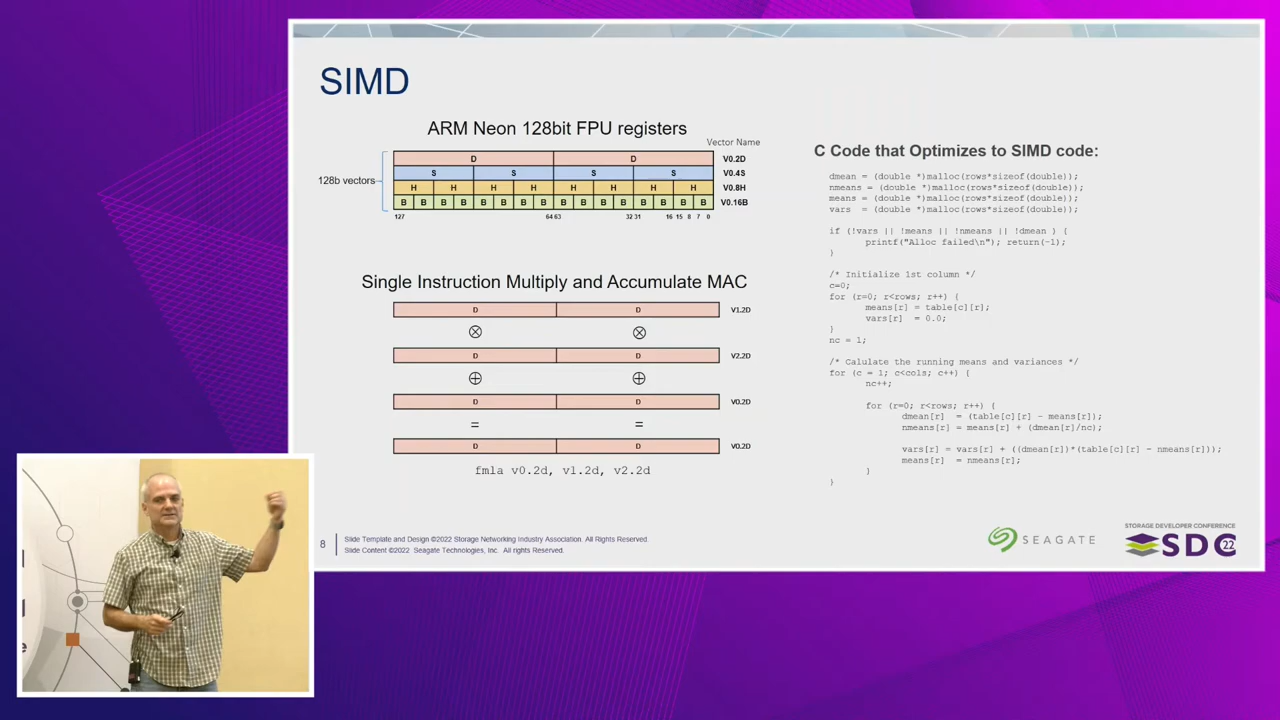 SIMD
ARM Neon 128bit FPU registers
Vector Name
128b vectors
D D V0.2D
S S S S V0.4S
H H H H H H H H V0.8H
B B B B B B B B B B B B B B B B V0.16B
127 64 63 32 31 16 15 8 7 0
Single Instruction Multiply and Accumulate MAC
D D V1.2D
⊗ ⊗
D D V2.2D
⊕ ⊕
D D V0.2D
= =
D D V0.2D
fmla v0.2d, v1.2d, v2.2d
C Code that Optimizes to SIMD code:
dmean = (double *)malloc(rows*sizeof(double));
nmeans = (double *)malloc(rows*sizeof(double));
means = (double *)malloc(rows*sizeof(double));
vars = (double *)malloc(rows*sizeof(double));
if (!vars || !means || !nmeans || !dmean ) {
printf("Alloc failed\n"); return(-1);
}
/* Initialize 1st column */
c=0;
for (r=0; r<rows; r++) {
means[r] = table[c][r];
vars[r] = 0.0;
}
nc = 1;
/* Calulate the running means and variances */
for (c = 1; c<cols; c++) {
nc++;
for (r=0; r<rows; r++) {
dmean[r] = (table[c][r] - means[r]);
nmeans[r] = means[r] + (dmean[r]/nc);
vars[r] = vars[r] + ((dmean[r])*(table[c][r] - nmeans[r]));
means[r] = nmeans[r];
}
}
8
Slide Template and Design ©2022 Storage Networking Industry Association. All Rights Reserved.
Slide Content ©2022 Seagate Technologies, Inc. All rights Reserved.
SEAGATE
STORAGE DEVELOPER CONFERENCE
SDC 22